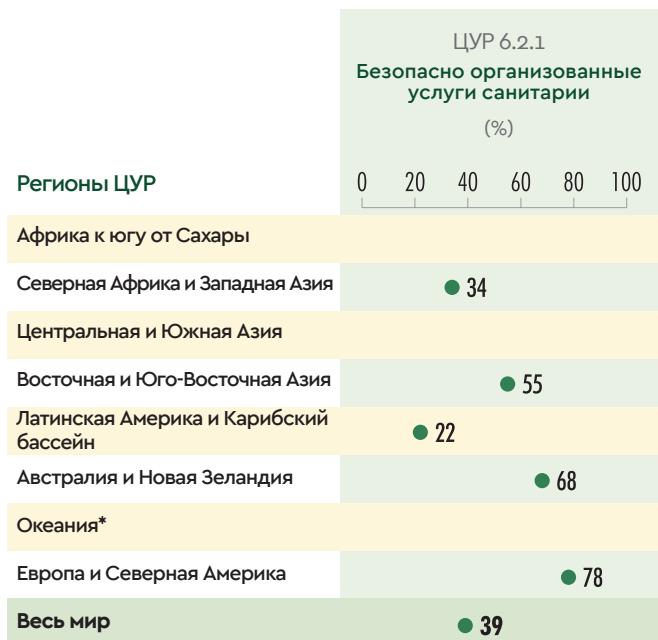 ЦУР 6.2.1
Безопасно организованные
услуги санитарии
(%)
Регионы ЦУР
0 20 40 60 80 100
Африка к югу от Сахары
Северная Африка и Западная Азия 34
Центральная и Южная Азия
Восточная и Юго-Восточная Азия 55
Латинская Америка и Карибский
бассейн 22
Австралия и Новая Зеландия 68
Океания*
Европа и Северная Америка 78
Весь мир 39